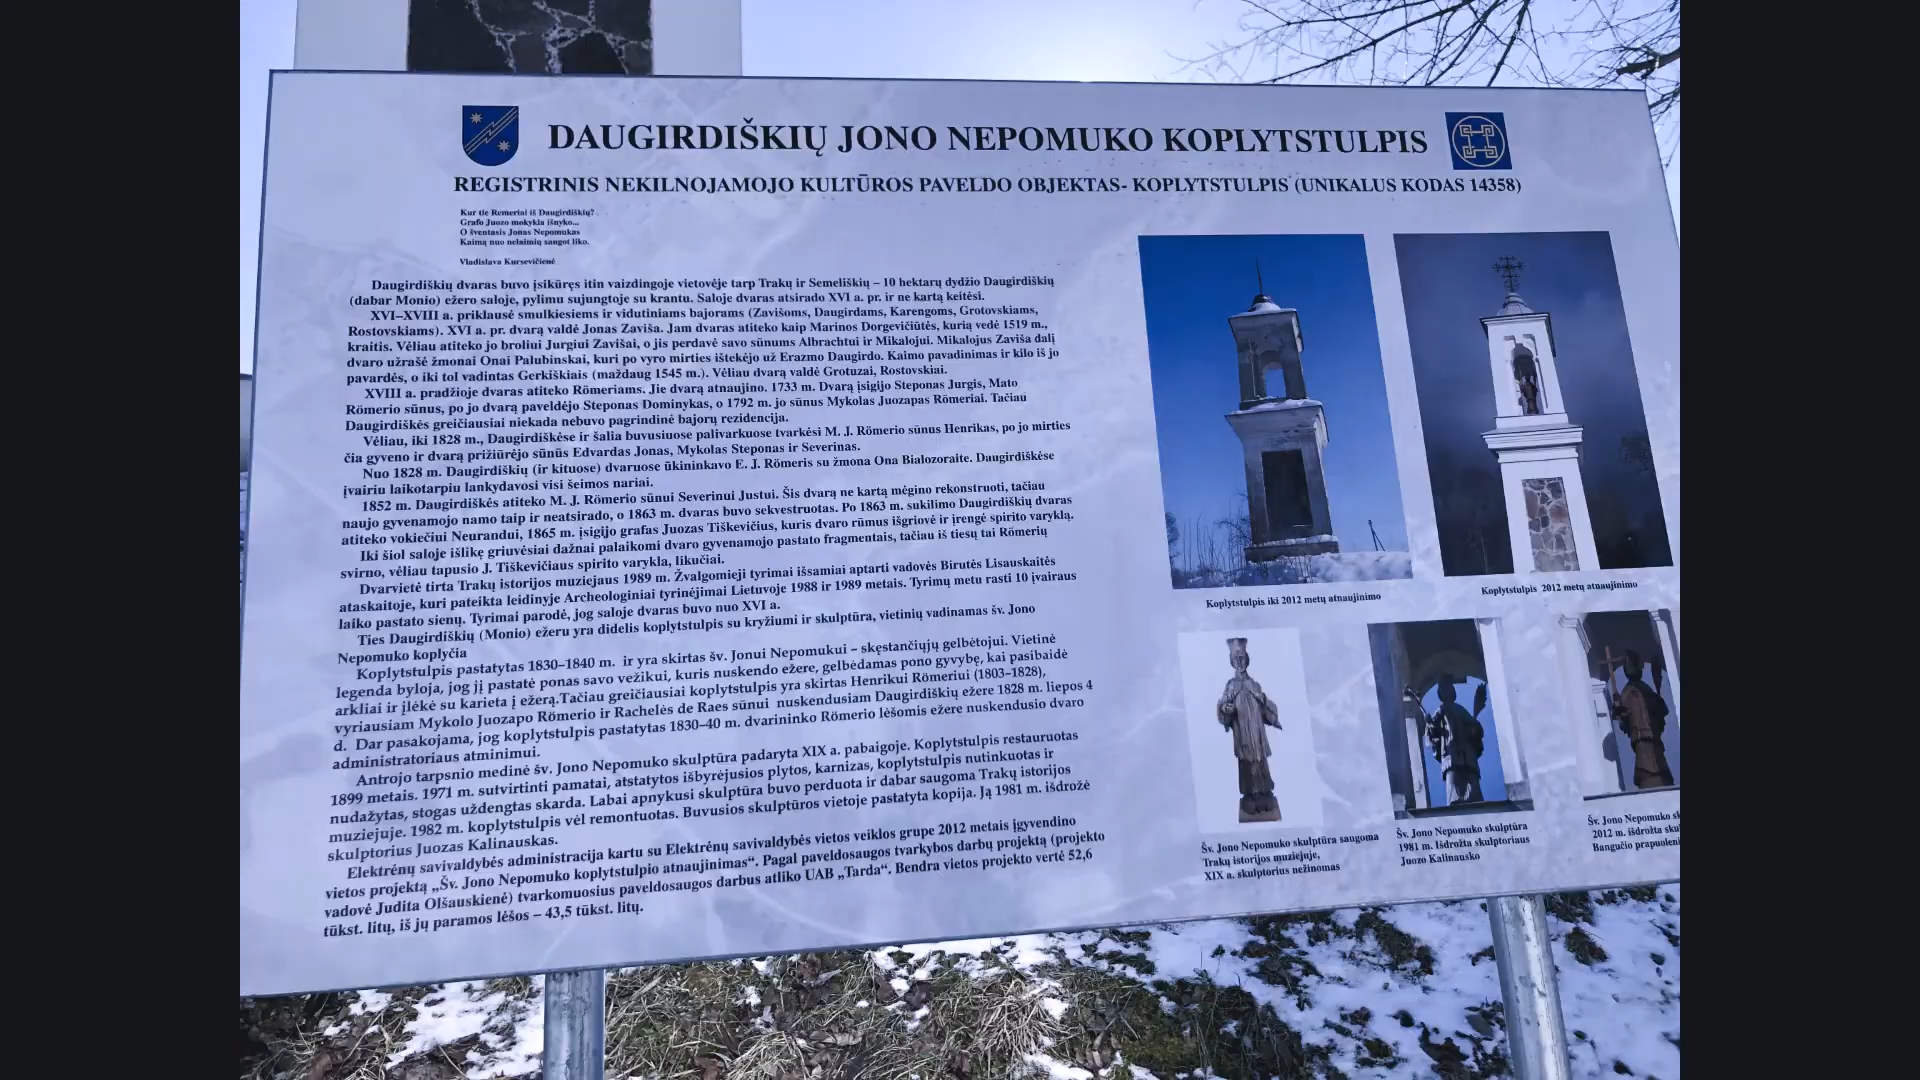 DAUGIRDIŠKIŲ JONO NEPOMUKO KOPLYTSTULPIS
REGISTRINIS NEKILNOJAMOJO KULTŪROS PAVELDO OBJEKTAS- KOPLYTSTULPIS (UNIKALUS KODAS 14358)
Kur tie Remeriai iš Daugirdiškių?
Grafo Juozo mokykla išnyko...
O šventasis Jonas Nepomukas
Kaimą nuo nelaimių saugot liko.
Vladislava Kursevičienė
Daugirdiškių dvaras buvo įsikūręs itin vaizdingoje vietovėje tarp Trakų ir Semeliškių – 10 hektarų dydžio Daugirdiškių
(dabar Monio) ežero saloje, pylimu sujungtoje su krantu. Saloje dvaras atsirado XVI a. pr. ir ne kartą keitėsi.
XVI–XVIII a. priklausė smulkiesiems ir vidutiniams bajorams (Zavišoms, Daugirdams, Karengoms, Grotovskiams,
Rostovskiams). XVI a. pr. dvarą valdė Jonas Zaviša. Jam dvaras atiteko kaip Marinos Dorgevičiūtės, kurią vedė 1519 m.,
kraitis. Vėliau atiteko jo broliui Jurgiui Zavišai, o jis perdavė savo sūnums Albrachtui ir Mikalojui. Mikalojus Zaviša dalį
dvaro užrašė žmonai Onai Palubinskai, kuri po vyro mirties ištekėjo už Erazmo Daugirdo. Kaimo pavadinimas ir kilo iš jo
pavardės, o iki tol vadintas Gerkiškiais (maždaug 1545 m.). Vėliau dvarą valdė Grotuzai, Rostovskiai.
XVIII a. pradžioje dvaras atiteko Römeriams. Jie dvarą atnaujino. 1733 m. Dvarą įsigijo Steponas Jurgis, Mato
Römerio sūnus, po jo dvarą paveldėjo Steponas Dominykas, o 1792 m. jo sūnus Mykolas Juozapas Römeriai. Tačiau
Daugirdiškės greičiausiai niekada nebuvo pagrindinė bajorų rezidencija.
Vėliau, iki 1828 m., Daugirdiškėse ir šalia buvusiuose palivarkuose tvarkėsi M. J. Römerio sūnus Henrikas, po jo mirties
čia gyveno ir dvarą prižiūrėjo sūnūs Edvardas Jonas, Mykolas Steponas ir Severinas.
Nuo 1828 m. Daugirdiškių (ir kituose) dvaruose ūkininkavo E. J. Römeris su žmona Ona Bialozoraite. Daugirdiškėse
įvairiu laikotarpiu lankydavosi visi šeimos nariai.
1852 m. Daugirdiškės atiteko M. J. Römerio sūnui Severinui Justui. Šis dvarą ne kartą mėgino rekonstruoti, tačiau
naujo gyvenamojo namo taip ir neatsirado, o 1863 m. dvaras buvo sekvestruotas. Po 1863 m. sukilimo Daugirdiškių dvaras
atiteko vokiečiui Neurandui, 1865 m. įsigijo grafas Juozas Tiškevičius, kuris dvaro rūmus išgriovė ir įrengė spirito varyklą.
Iki šiol saloje išlikę griuvėsiai dažnai palaikomi dvaro gyvenamojo pastato fragmentais, tačiau iš tiesų tai Römerių
svirno, vėliau tapusio J. Tiškevičiaus spirito varykla, likučiai.
Dvarvietė tirta Trakų istorijos muziejaus 1989 m. Žvalgomieji tyrimai išsamiai aptarti vadovės Birutės Lisauskaitės
ataskaitoje, kuri pateikta leidinyje Archeologiniai tyrinėjimai Lietuvoje 1988 ir 1989 metais. Tyrimų metu rasti 10 įvairaus
laiko pastato sienų. Tyrimai parodė, jog saloje dvaras buvo nuo XVI a.
Ties Daugirdiškių (Monio) ežeru yra didelis koplytstulpis su kryžiumi ir skulptūra, vietinių vadinamas šv. Jono
Nepomuko koplyčia
Koplytstulpis pastatytas 1830–1840 m. ir yra skirtas šv. Jonui Nepomukui – skęstančiųjų gelbėtojui. Vietinė
legenda byloja, jog jį pastatė ponas savo vežikui, kuris nuskendo ežere, gelbėdamas pono gyvybę, kai pasibaidė
arkliai ir įlėkė su karieta į ežerą.Tačiau greičiausiai koplytstulpis yra skirtas Henrikui Römeriui (1803–1828),
vyriausiam Mykolo Juozapo Römerio ir Rachelės de Raes sūnui nuskendusiam Daugirdiškių ežere 1828 m. liepos 4
d. Dar pasakojama, jog koplytstulpis pastatytas 1830–40 m. dvarininko Römerio lėšomis ežere nuskendusio dvaro
administratoriaus atminimui.
Antrojo tarpsnio medinė šv. Jono Nepomuko skulptūra padaryta XIX a. pabaigoje. Koplytstulpis restauruotas
1899 metais. 1971 m. sutvirtinti pamatai, atstatytos išbyrėjusios plytos, karnizas, koplytstulpis nutinkuotas ir
nudažytas, stogas uždengtas skarda. Labai apnykusi skulptūra buvo perduota ir dabar saugoma Trakų istorijos
muziejuje. 1982 m. koplytstulpis vėl remontuotas. Buvusios skulptūros vietoje pastatyta kopija. Ją 1981 m. išdrožė
skulptorius Juozas Kalinauskas.
Elektrėnų savivaldybės administracija kartu su Elektrėnų savivaldybės vietos veiklos grupe 2012 metais įgyvendino
vietos projektą „Šv. Jono Nepomuko koplytstulpio atnaujinimas“. Pagal paveldosaugos tvarkybos darbų projektą (projekto
vadovė Judita Olšauskienė) tvarkomuosius paveldosaugos darbus atliko UAB „Tarda“. Bendra vietos projekto vertė 52,6
tūkst. litų, iš jų paramos lėšos – 43,5 tūkst. litų.
Koplytstulpis iki 2012 metų atnaujinimo
Koplytstulpis 2012 metų atnaujinimo
Šv. Jono Nepomuko skulptūra saugoma
Trakų istorijos muziejuje,
XIX a. skulptorius nežinomas
Šv. Jono Nepomuko skulptūra
1981 m. Išdrožta skulptoriaus
Juozo Kalinausko
Šv. Jono Nepomuko
2012 m. išdrožta
Bangučio